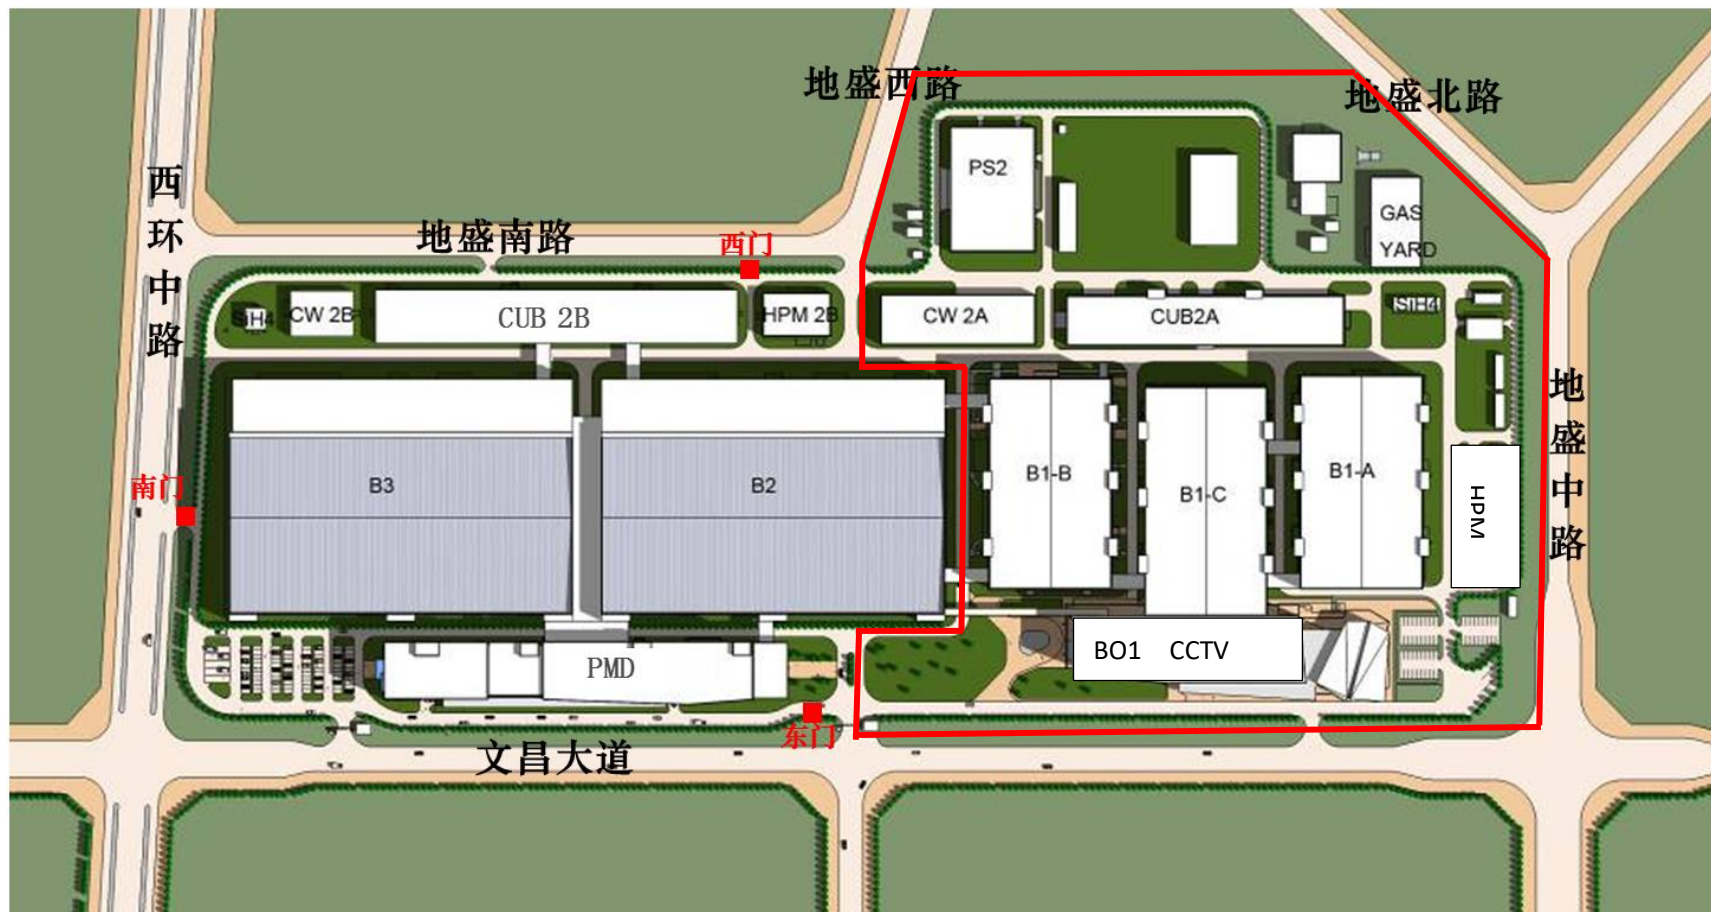 地盛西路
地盛北路
西环中路
PS2
GAS
YARD
地盛南路
西门
SIH4
CW 2B
CUB 2B
HPM 2B
CW 2A
CUB2A
SIH4
地盛中路
B3
B2
B1-B
B1-C
B1-A
HPM
南门
PMD
BO1 CCTV
东门
文昌大道